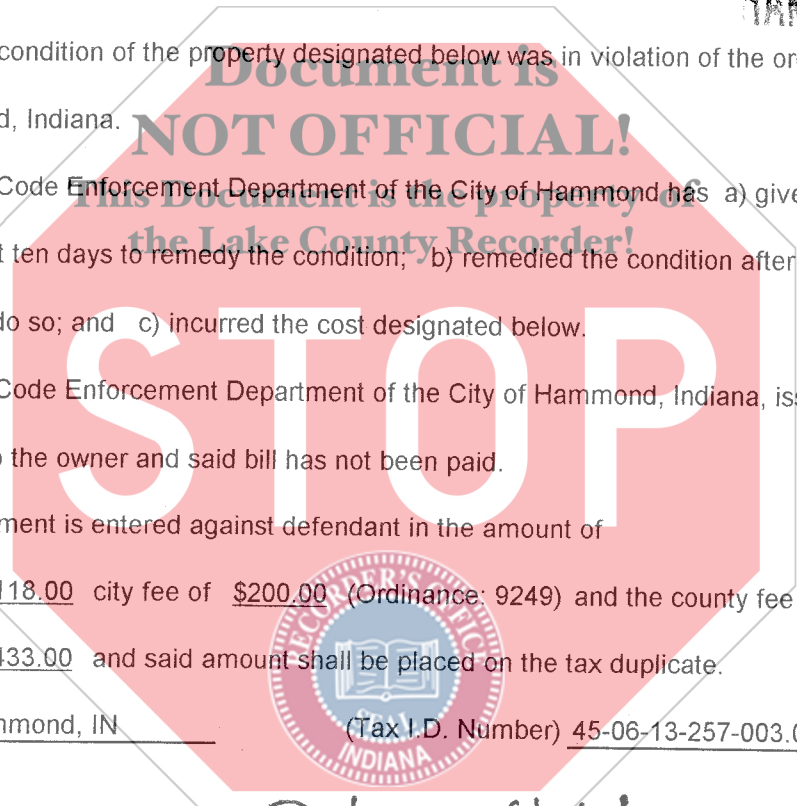 condition of the property designated below was in violation of the or
Document is
d, Indiana.
NOT OFFICIAL!
Code Enforcement Department of the City of Hammond has a) give
This Document is the property of
the Lake County Recorder!
t ten days to remedy the condition; b) remedied the condition after
do so; and c) incurred the cost designated below.
STOP
Code Enforcement Department of the City of Hammond, Indiana, iss
o the owner and said bill has not been paid.
ment is entered against defendant in the amount of
118.00 city fee of $200.00 (Ordinance: 9249) and the county fee
433.00 and said amount shall be placed on the tax duplicate.
RECORDER'S OFFICE
SEAL
INDIANA
mmond, IN (Tax I.D. Number) 45-06-13-257-003.0